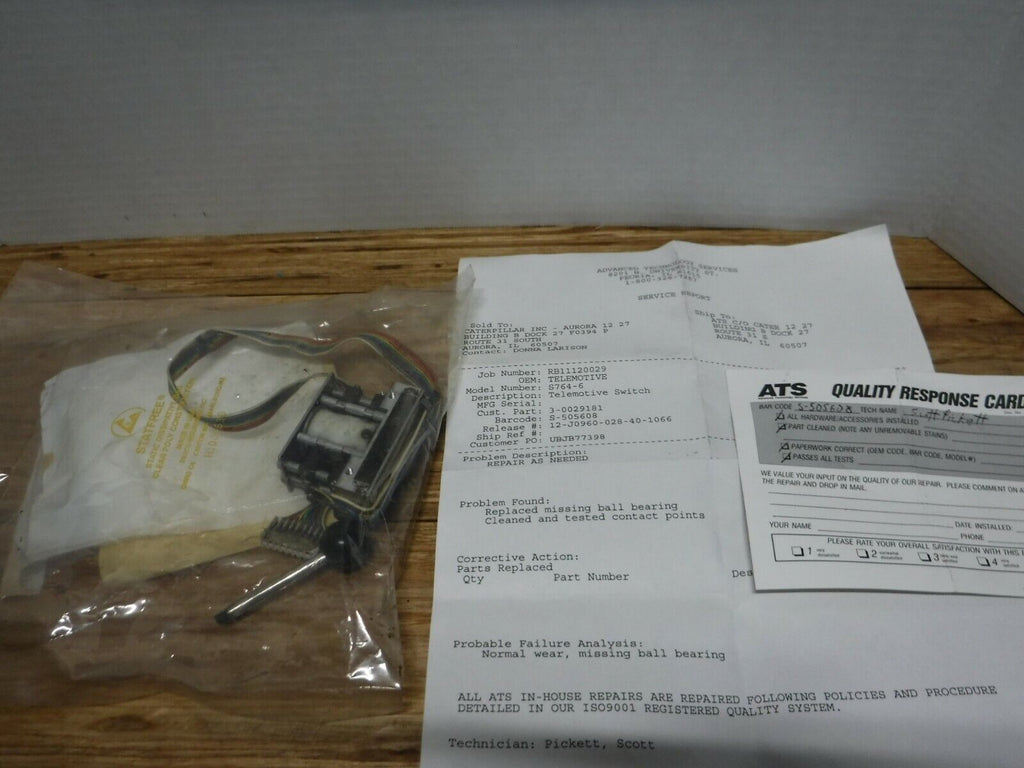 STATFREE®
ADVANCED TECHNOLOGY SERVICES
8201 N. UNIVERSITY ST.
PEORIA, IL
SERVICE REPORT
Sold To:
CATERPILLAR INC - AURORA 12 27
BUILDING B DOCK 27 F0394 P
ROUTE 31 SOUTH
AURORA, IL 60507
Contact: DONNA LARISON
Ship To:
ATS C/O CATER 12 27
BUILDING B DOCK 27
ROUTE 31 S
AURORA, IL 60507
Job Number: RB11120029
OEM: TELEMOTIVE
Model Number: S764-6
Description: Telemotive Switch
MFG Serial:
Cust. Part: 3-0029181
Barcode: S-505608
Release #: 12-J0960-028-40-1066
Ship Ref #:
Customer PO: UBJB77398
Problem Description:
REPAIR AS NEEDED
Problem Found:
Replaced missing ball bearing
Cleaned and tested contact points
Corrective Action:
Parts Replaced
Qty Part Number Des
Probable Failure Analysis:
Normal wear, missing ball bearing
ALL ATS IN-HOUSE REPAIRS ARE REPAIRED FOLLOWING POLICIES AND PROCEDURE
DETAILED IN OUR ISO9001 REGISTERED QUALITY SYSTEM.
Technician: Pickett, Scott
ATS QUALITY RESPONSE CARD
BAR CODE S-505608 TECH NAME Scott Pickett
ALL HARDWARE/ACCESSORIES INSTALLED
PART CLEANED (NOTE ANY UNREMOVABLE STAINS)
PAPERWORK CORRECT (OEM CODE, BAR CODE, MODEL#)
PASSES ALL TESTS
WE VALUE YOUR INPUT ON THE QUALITY OF OUR REPAIR. PLEASE COMMENT ON A
THE REPAIR AND DROP IN MAIL.
YOUR NAME DATE INSTALLED:
PHONE
PLEASE RATE YOUR OVERALL SATISFACTION WITH THIS
1 2 3 4